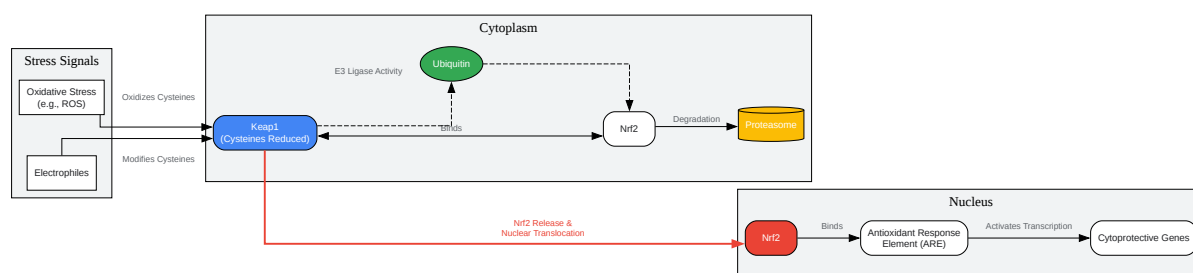 Cytoplasm
Stress Signals
Oxidative Stress
(e.g., ROS)
Electrophiles
Oxidizes Cysteines
Modifies Cysteines
Ubiquitin
E3 Ligase Activity
Keap1
(Cysteines Reduced)
Binds
Nrf2
Degradation
Proteasome
Nrf2 Release &
Nuclear Translocation
Nucleus
Nrf2
Binds
Antioxidant Response
Element (ARE)
Activates Transcription
Cytoprotective Genes